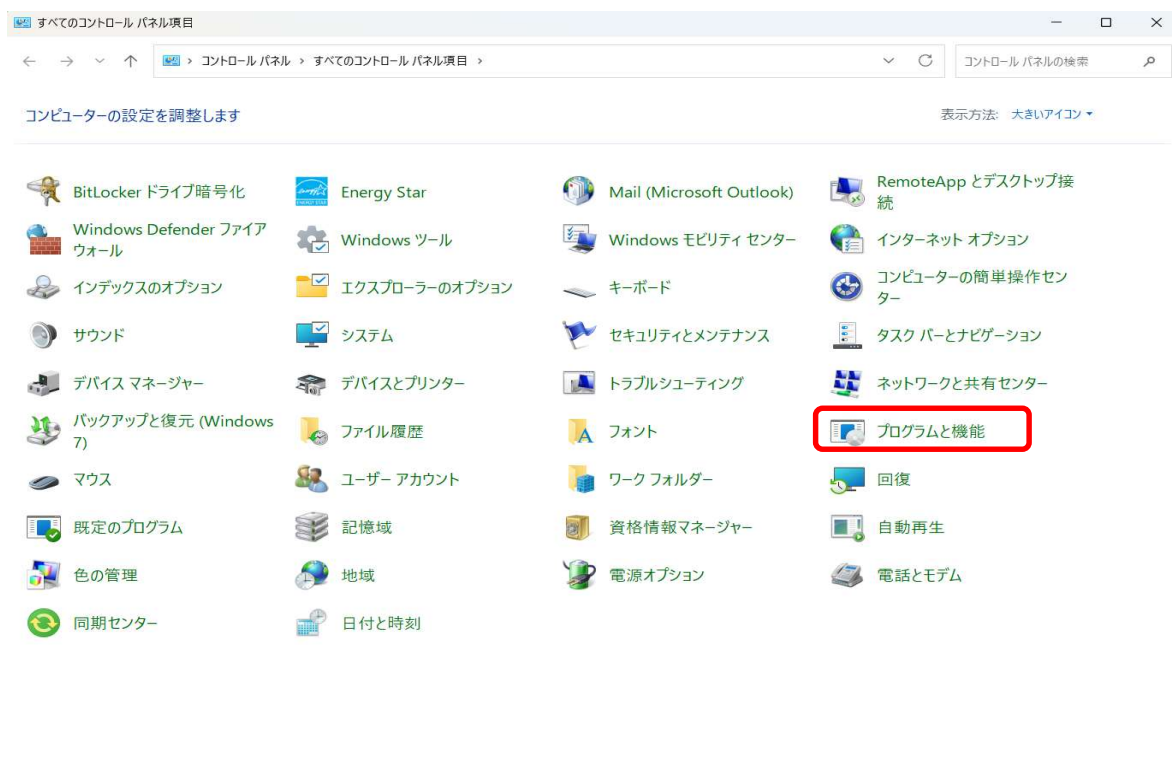 すべてのコントロール パネル項目
コントロール パネル > すべてのコントロール パネル項目 >
コントロール パネルの検索
コンピューターの設定を調整します
表示方法: 大きいアイコン
BitLocker ドライブ暗号化
Energy Star
Mail (Microsoft Outlook)
RemoteApp とデスクトップ接
続
Windows Defender ファイア
ウォール
Windows ツール
Windows モビリティ センター
インターネット オプション
インデックスのオプション
エクスプローラーのオプション
キーボード
コンピューターの簡単操作セン
ター
サウンド
システム
セキュリティとメンテナンス
タスク バーとナビゲーション
デバイス マネージャー
デバイスとプリンター
トラブルシューティング
ネットワークと共有センター
バックアップと復元 (Windows
7)
ファイル履歴
フォント
プログラムと機能
マウス
ユーザー アカウント
ワーク フォルダー
回復
既定のプログラム
記憶域
資格情報マネージャー
自動再生
色の管理
地域
電源オプション
電話とモデム
同期センター
日付と時刻